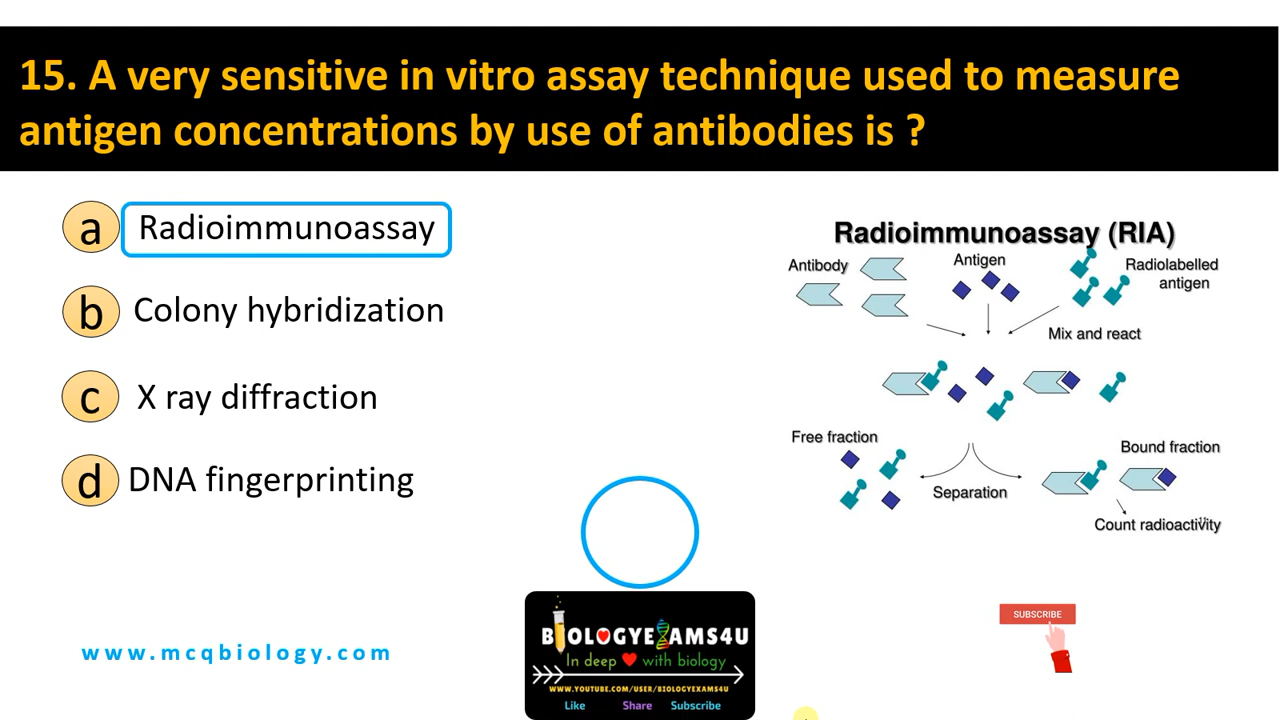 15. A very sensitive in vitro assay technique used to measure
antigen concentrations by use of antibodies is ?
a Radioimmunoassay
b Colony hybridization
c X ray diffraction
d DNA fingerprinting
Radioimmunoassay (RIA)
Antibody
Antigen
Radiolabelled
antigen
Mix and react
Free fraction
Bound fraction
Separation
Count radioactivity
SUBSCRIBE
www.mcqbiology.com
BIOLOGYEXAMS4U
In deep with biology
WWW.YOUTUBE.COM/USER/BIOLOGYEXAMS4U
Like Share Subscribe